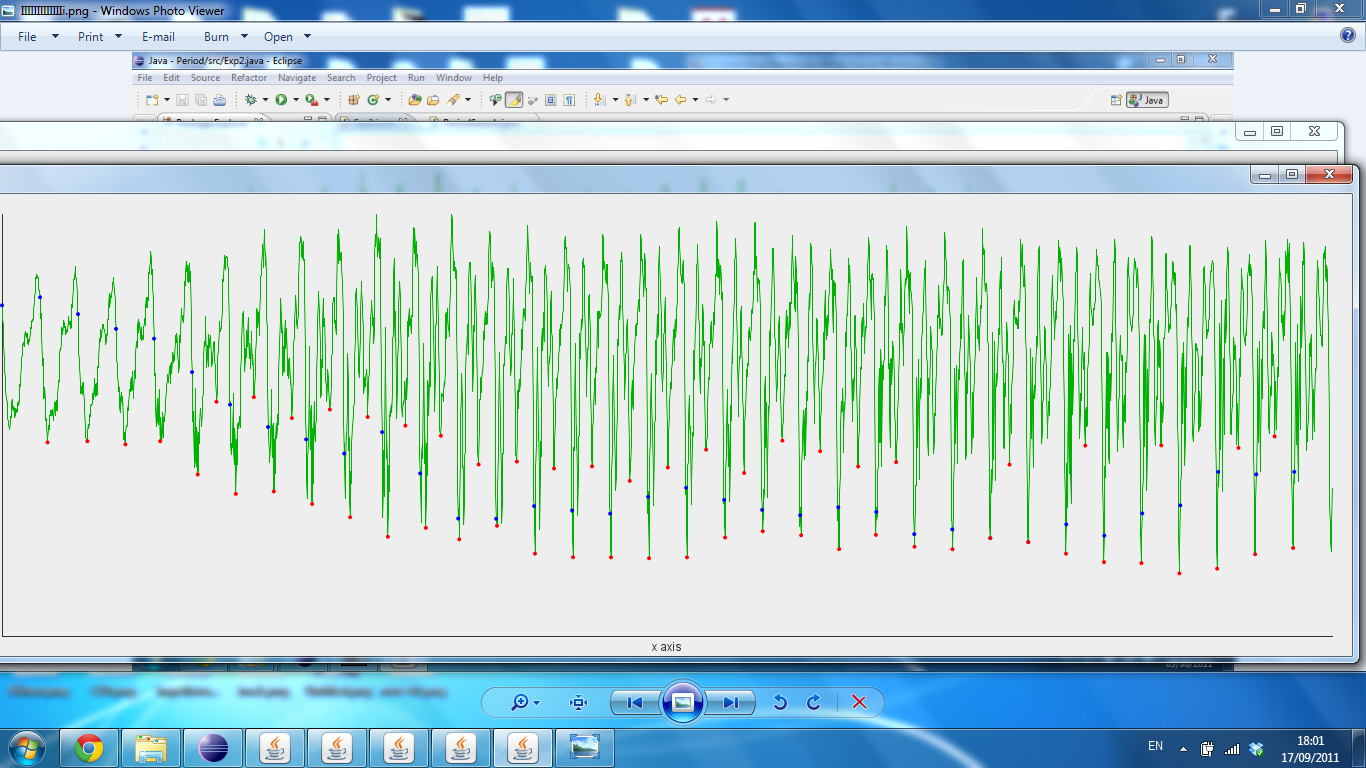 IIIIIIIIIIIIIi.png - Windows Photo Viewer
File Print E-mail Burn Open
Java - Period/src/Exp2.java - Eclipse
File Edit Source Refactor Navigate Search Project Run Window Help
Java
x axis
EN
18:01
17/09/2011